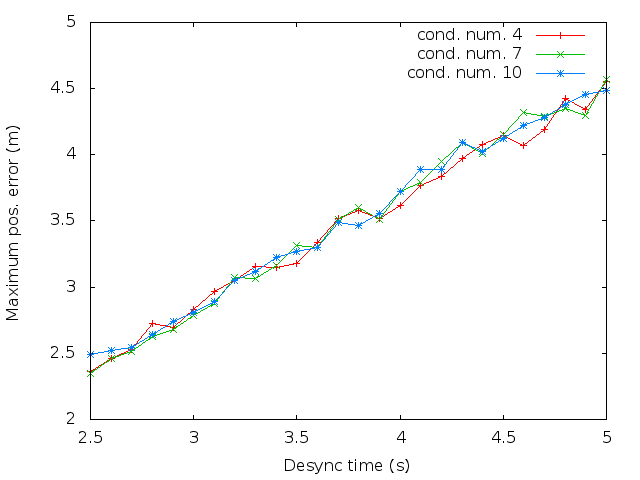 cond. num. 4
cond. num. 7
cond. num. 10
Maximum pos. error (m)
5
4.5
4
3.5
3
2.5
2
2.5 3 3.5 4 4.5 5
Desync time (s)